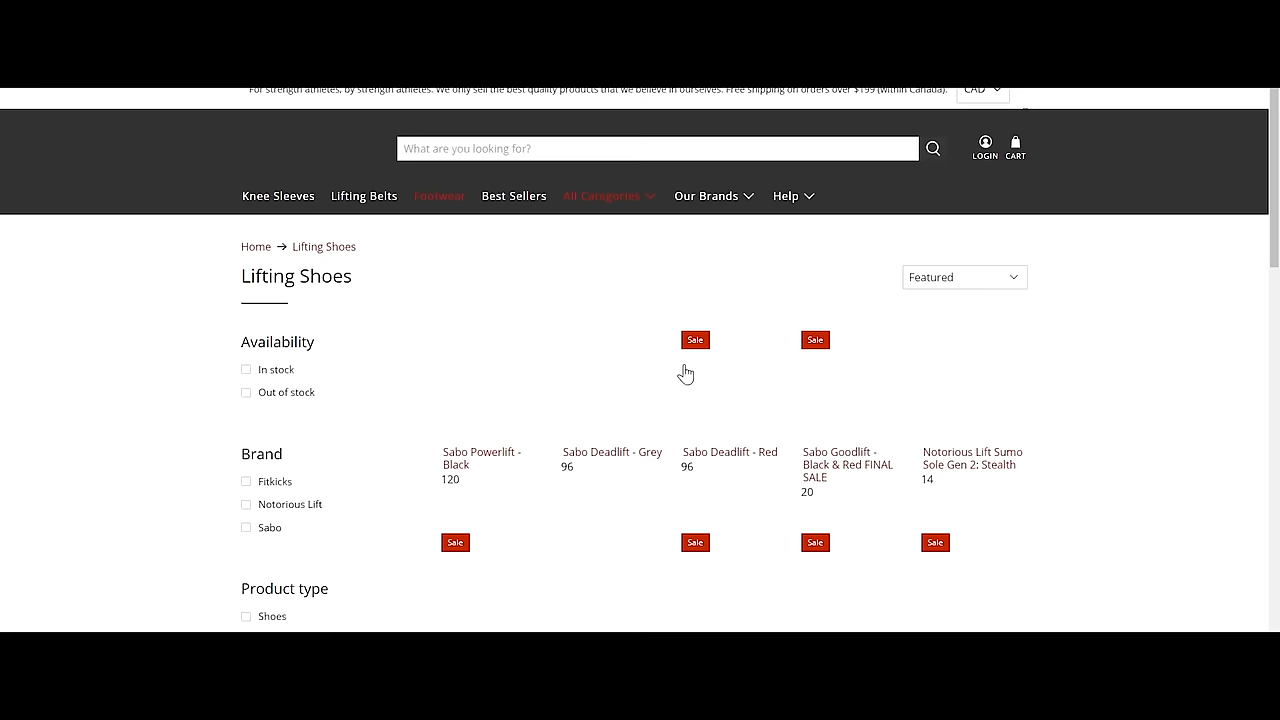 For strength athletes, by strength athletes. We only sell the best quality products that we believe in ourselves. Free shipping on orders over $199 (within Canada).
CAD
What are you looking for?
LOGIN
CART
Knee Sleeves
Lifting Belts
Footwear
Best Sellers
All Categories
Our Brands
Help
Home → Lifting Shoes
Lifting Shoes
Featured
Availability
In stock
Out of stock
Brand
Fitkicks
Notorious Lift
Sabo
Product type
Shoes
Sale
Sale
Sabo Powerlift -
Black
120
Sabo Deadlift - Grey
96
Sabo Deadlift - Red
96
Sabo Goodlift -
Black & Red FINAL
SALE
20
Notorious Lift Sumo
Sole Gen 2: Stealth
14
Sale
Sale
Sale
Sale